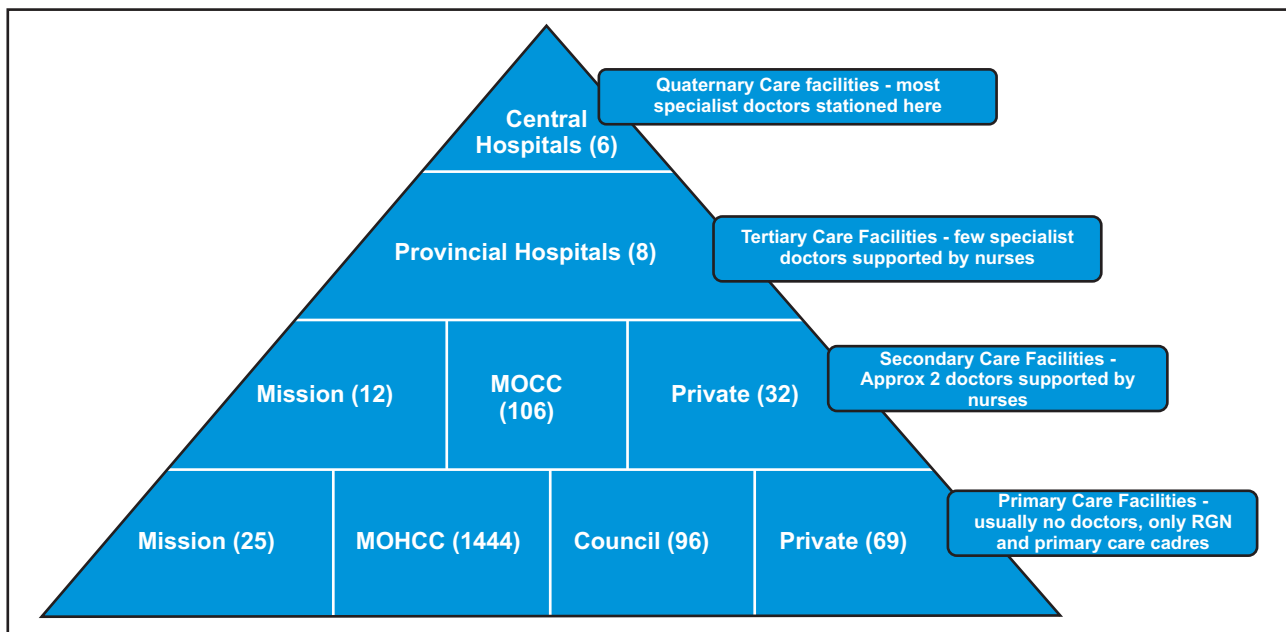 Quaternary Care facilities - most
specialist doctors stationed here
Central
Hospitals (6)
Provincial Hospitals (8)
Tertiary Care Facilities - few specialist
doctors supported by nurses
Mission (12)
MOCC
(106)
Private (32)
Secondary Care Facilities -
Approx 2 doctors supported by
nurses
Mission (25)
MOHCC (1444)
Council (96)
Private (69)
Primary Care Facilities -
usually no doctors, only RGN
and primary care cadres